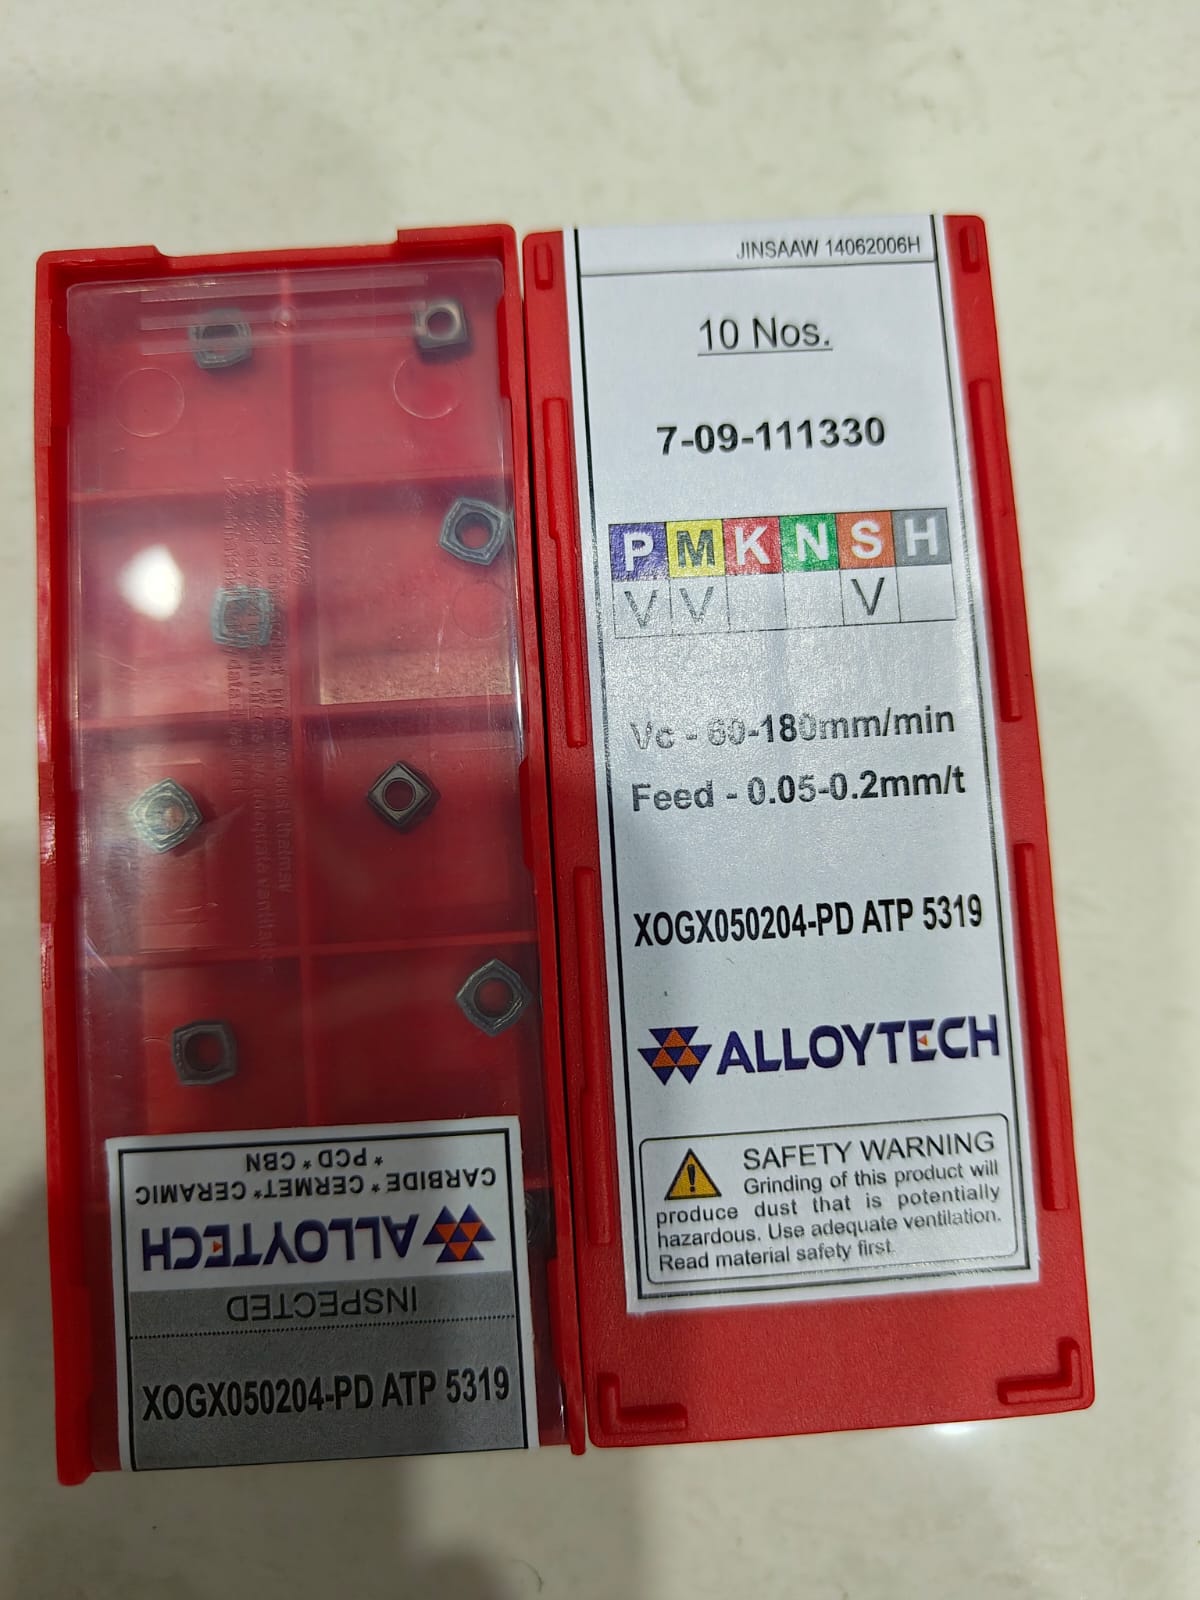 JINSAAW 14062006H
10 Nos.
7-09-111330
P M K N S H
V V V
Vc - 60-180mm/min
Feed - 0.05-0.2mm/t
XOGX050204-PD ATP 5319
ALLOYTECH
SAFETY WARNING
Grinding of this product will
produce dust that is potentially
hazardous. Use adequate ventilation.
Read material safety first.
CARBIDE * CERMET * CERAMIC
* PCD * CBN
ALLOYTECH
INSPECTED
XOGX050204-PD ATP 5319